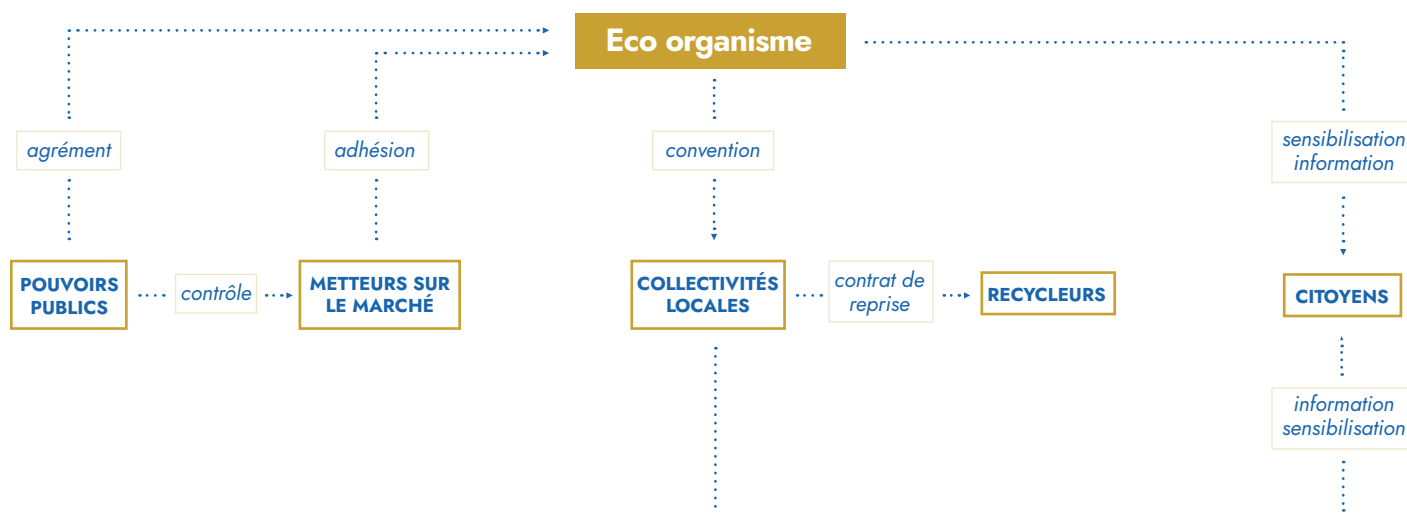 Eco organisme
agrément
adhésion
convention
sensibilisation
information
POUVOIRS
PUBLICS
contrôle
METTEURS SUR
LE MARCHÉ
COLLECTIVITÉS
LOCALES
contrat de
reprise
RECYCLEURS
CITOYENS
information
sensibilisation